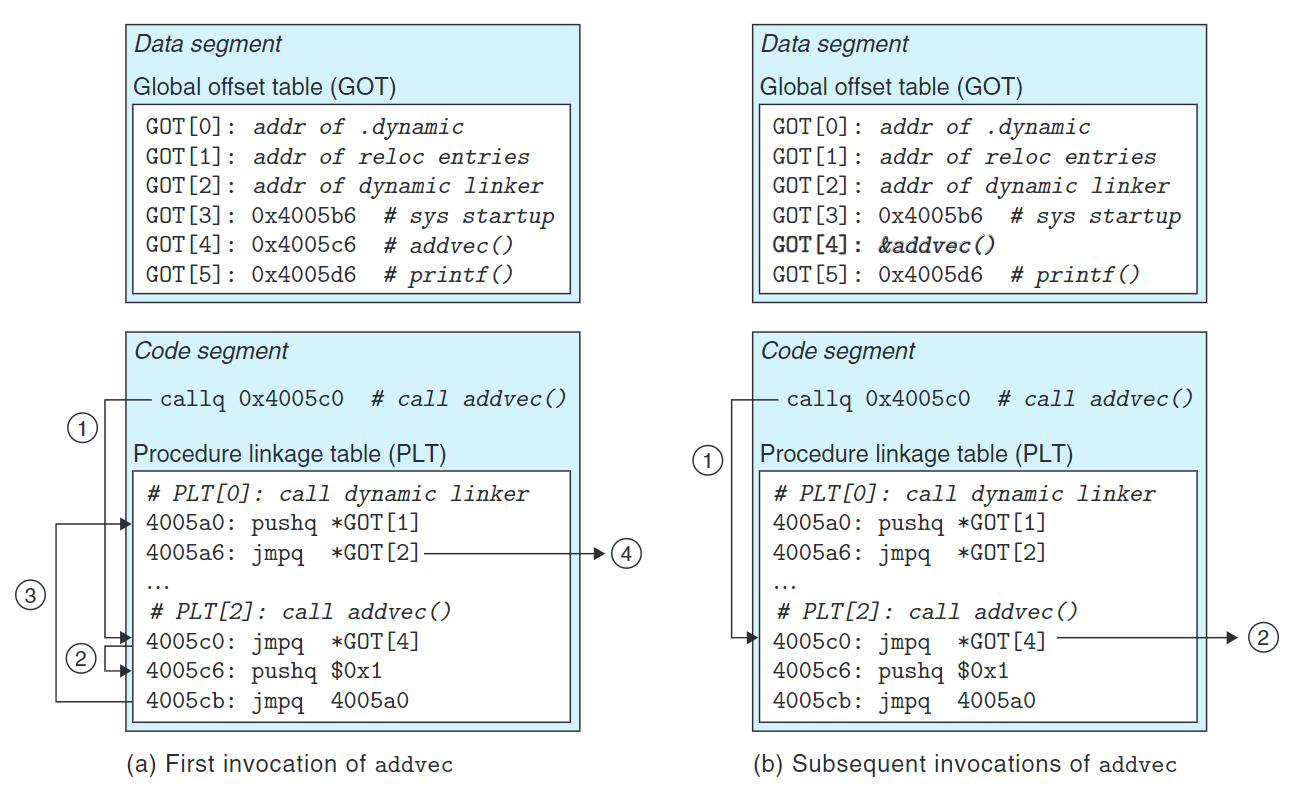 Data segment
Global offset table (GOT)
GOT[0]: addr of .dynamic
GOT[1]: addr of reloc entries
GOT[2]: addr of dynamic linker
GOT[3]: 0x4005b6 # sys startup
GOT[4]: 0x4005c6 # addvec()
GOT[5]: 0x4005d6 # printf()
Code segment
callq 0x4005c0 # call addvec()
1
Procedure linkage table (PLT)
# PLT[0]: call dynamic linker
4005a0: pushq *GOT[1]
4005a6: jmpq *GOT[2]
4
...
3
# PLT[2]: call addvec()
4005c0: jmpq *GOT[4]
2
4005c6: pushq $0x1
4005cb: jmpq 4005a0
(a) First invocation of addvec
Data segment
Global offset table (GOT)
GOT[0]: addr of .dynamic
GOT[1]: addr of reloc entries
GOT[2]: addr of dynamic linker
GOT[3]: 0x4005b6 # sys startup
GOT[4]: &addvec()
GOT[5]: 0x4005d6 # printf()
Code segment
callq 0x4005c0 # call addvec()
1
Procedure linkage table (PLT)
# PLT[0]: call dynamic linker
4005a0: pushq *GOT[1]
4005a6: jmpq *GOT[2]
...
# PLT[2]: call addvec()
4005c0: jmpq *GOT[4]
2
4005c6: pushq $0x1
4005cb: jmpq 4005a0
(b) Subsequent invocations of addvec